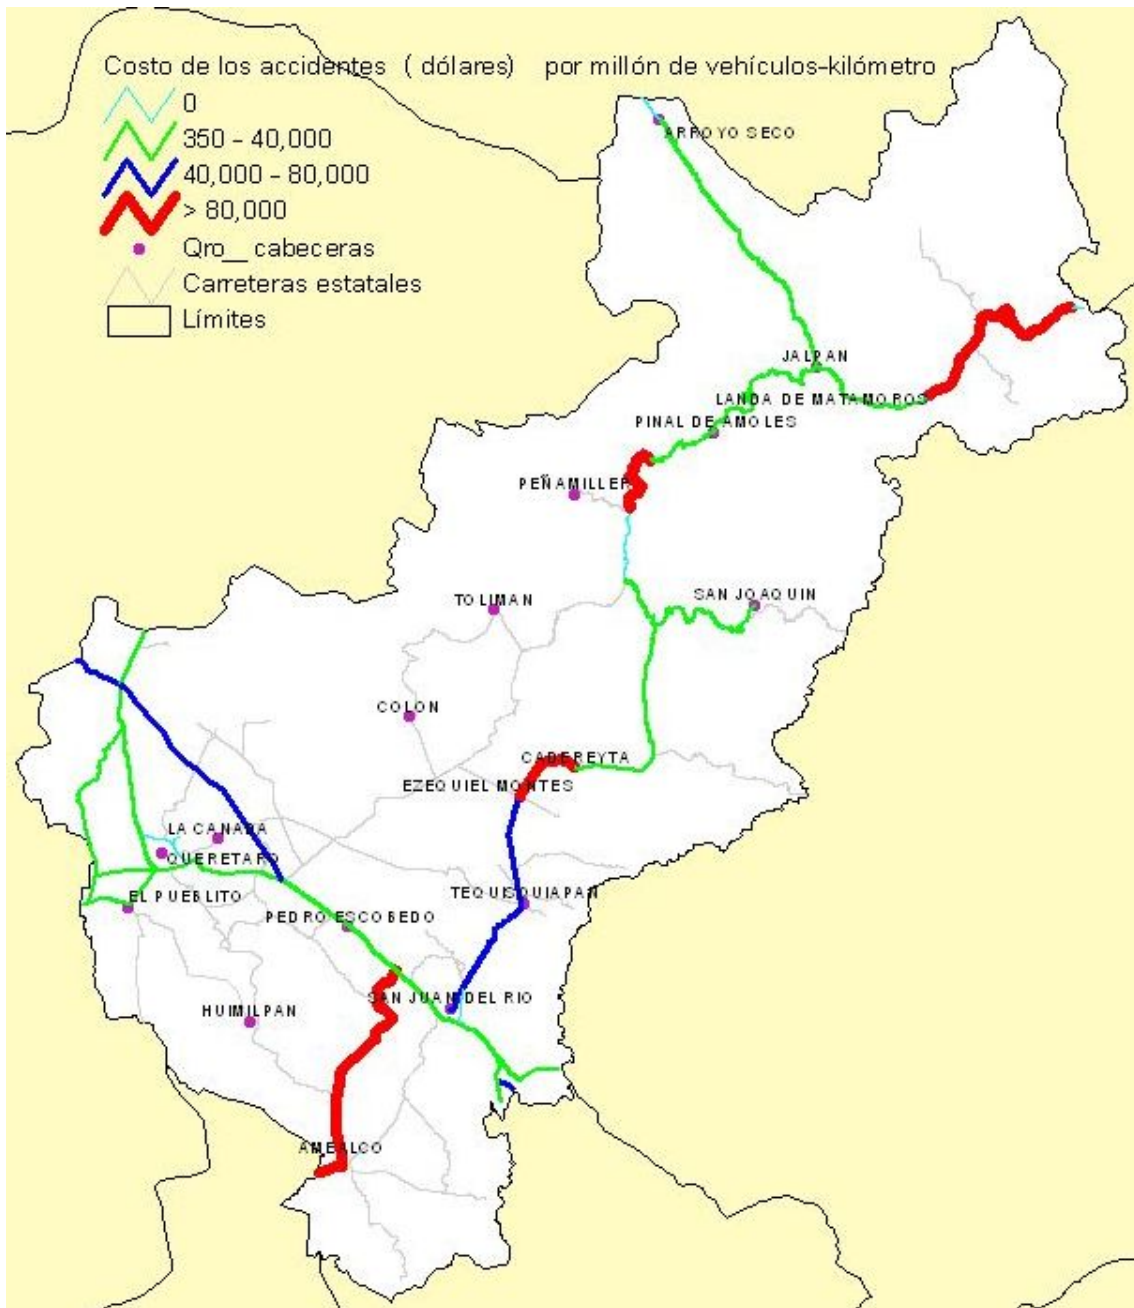 Costo de los accidentes ( dólares) por millón de vehículos-kilómetro
0
350 - 40,000
40,000 - 80,000
> 80,000
Qro__ cabeceras
Carreteras estatales
Límites
ARROYO SECO
JALPAN
LANDA DE MATAMOROS
PINAL DE AMOLES
PEÑAMILLER
SAN JOAQUIN
TOLIMAN
COLON
CADEREYTA
EZEQUIEL MONTES
LA CAÑADA
QUERETARO
EL PUEBLITO
TEQUISQUIAPAN
PEDRO ESCOBEDO
SAN JUAN DEL RIO
HUIMILPAN
AMEALCO